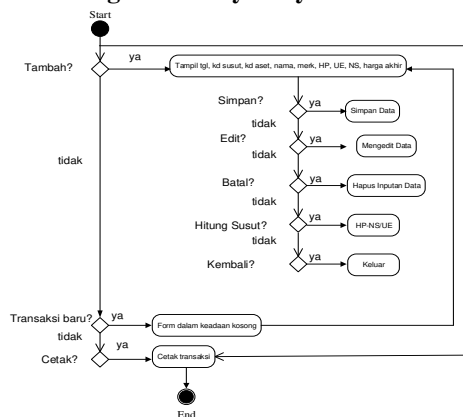 Start
Tambah?
ya
Tampil tgl, kd susut, kd aset, nama, merk, HP, UE, NS, harga akhir
Simpan?
ya
Simpan Data
tidak
Edit?
ya
Mengedit Data
tidak
tidak
Batal?
ya
Hapus Inputan Data
tidak
Hitung Susut?
ya
HP-NS/UE
tidak
Kembali?
ya
Keluar
Transaksi baru?
ya
Form dalam keadaan kosong
tidak
Cetak?
ya
Cetak transaksi
End